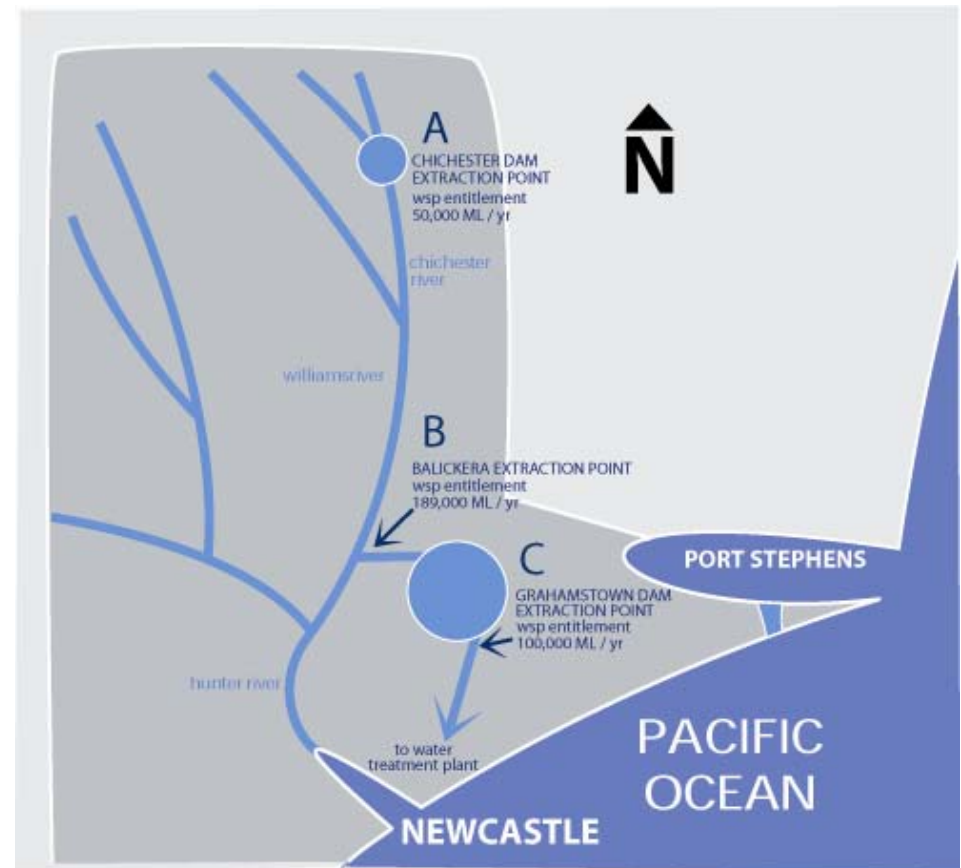 A
CHICHESTER DAM
EXTRACTION POINT
wsp entitlement
50,000 ML / yr
N
chichester
river
williamsriver
B
BALICKERA EXTRACTION POINT
wsp entitlement
189,000 ML / yr
C
GRAHAMSTOWN DAM
EXTRACTION POINT
wsp entitlement
100,000 ML / yr
PORT STEPHENS
hunter river
to water
treatment plant
PACIFIC
OCEAN
NEWCASTLE